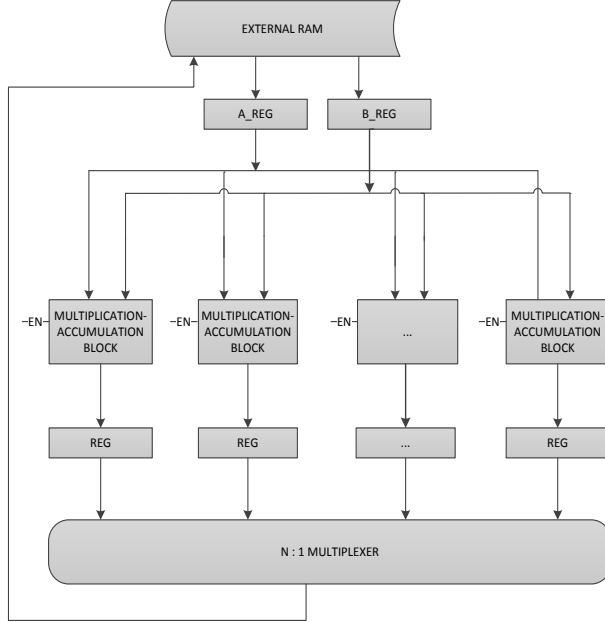 EXTERNAL RAM
A_REG
B_REG
EN
MULTIPLICATION-
ACCUMULATION
BLOCK
EN
MULTIPLICATION-
ACCUMULATION
BLOCK
EN
...
EN
MULTIPLICATION-
ACCUMULATION
BLOCK
REG
REG
...
REG
N : 1 MULTIPLEXER